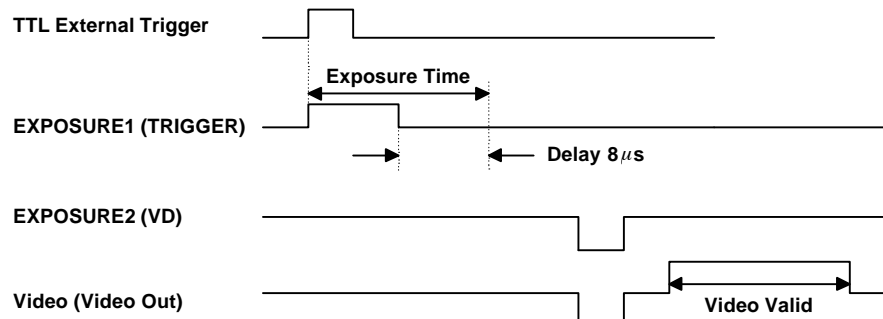 TTL External Trigger
Exposure Time
EXPOSURE1 (TRIGGER)
Delay 8μs
EXPOSURE2 (VD)
Video (Video Out)
Video Valid